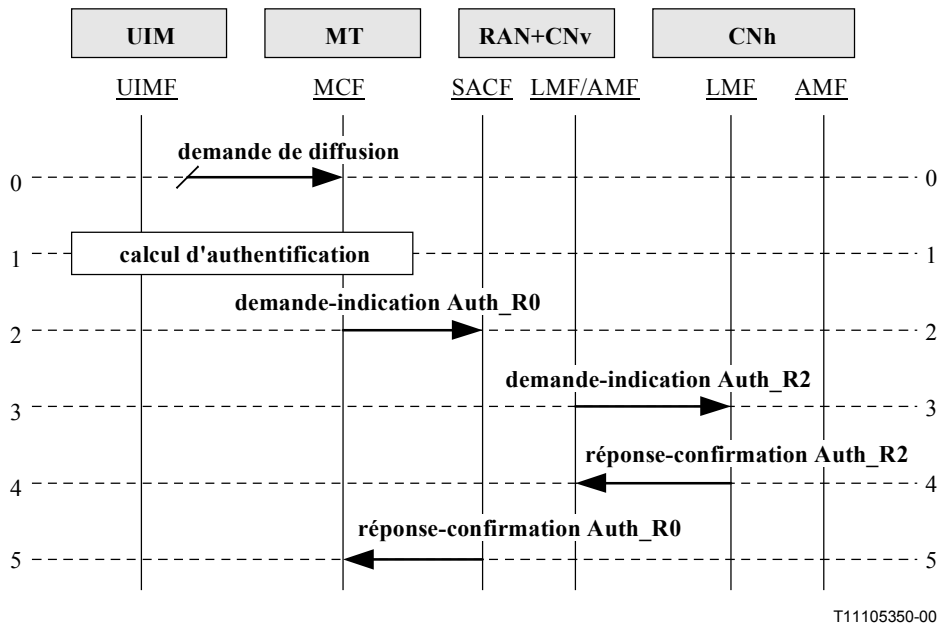 UIM MT RAN+CNv CNh
UIMF MCF SACF LMF/AMF LMF AMF
demande de diffusion
0 0
calcul d'authentification
1 1
demande-indication Auth_R0
2 2
demande-indication Auth_R2
3 3
réponse-confirmation Auth_R2
4 4
réponse-confirmation Auth_R0
5 5
T11105350-00